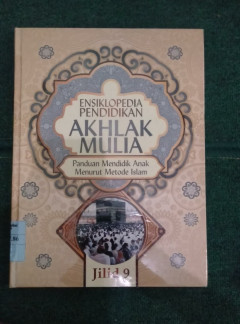 ENSIKLOPEDIA
PENDIDIKAN
AKHLAK
MULIA
Panduan Mendidik Anak
Menurut Metode Islam
Jilid 9